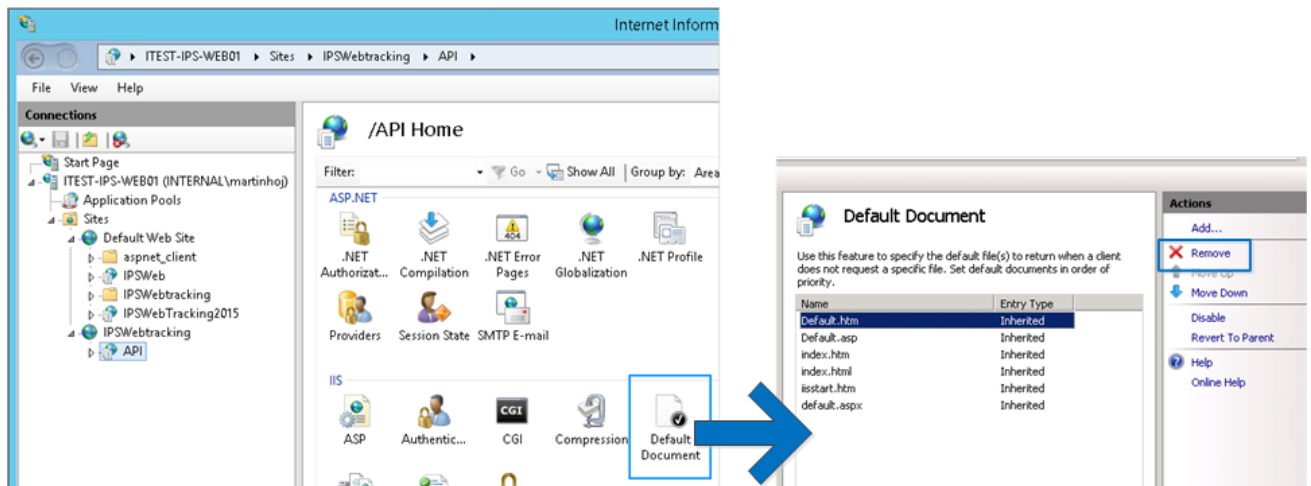 Internet Inform
ITEST-IPS-WEB01 Sites IPSWebtracking API
File View Help
Connections
Start Page
ITEST-IPS-WEB01 (INTERNAL\martinhoj)
Application Pools
Sites
Default Web Site
aspnet_client
IPSWeb
IPSWebtracking
IPSWebTracking2015
IPSWebtracking
API
/API Home
Filter: Go Show All Group by: Area
ASP.NET
.NET Authorizat...
.NET Compilation
404
.NET Error Pages
.NET Globalization
.NET Profile
Providers
Session State
SMTP E-mail
IIS
ASP
Authentic...
CGI
CGI
Compression
Default Document
Default Document
Use this feature to specify the default file(s) to return when a client
does not request a specific file. Set default documents in order of
priority.
Name Entry Type
Default.htm Inherited
Default.asp Inherited
index.htm Inherited
index.html Inherited
iisstart.htm Inherited
default.aspx Inherited
Actions
Add...
Remove
Move Up
Move Down
Disable
Revert To Parent
Help
Online Help